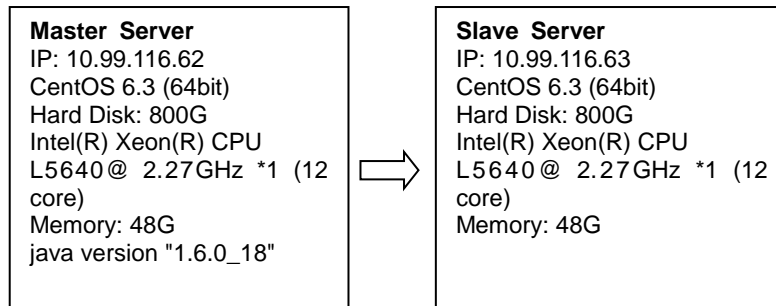 Master Server
IP: 10.99.116.62
CentOS 6.3 (64bit)
Hard Disk: 800G
Intel(R) Xeon(R) CPU
L5640@ 2.27GHz *1 (12
core)
Memory: 48G
java version "1.6.0_18"
Slave Server
IP: 10.99.116.63
CentOS 6.3 (64bit)
Hard Disk: 800G
Intel(R) Xeon(R) CPU
L5640@ 2.27GHz *1 (12
core)
Memory: 48G